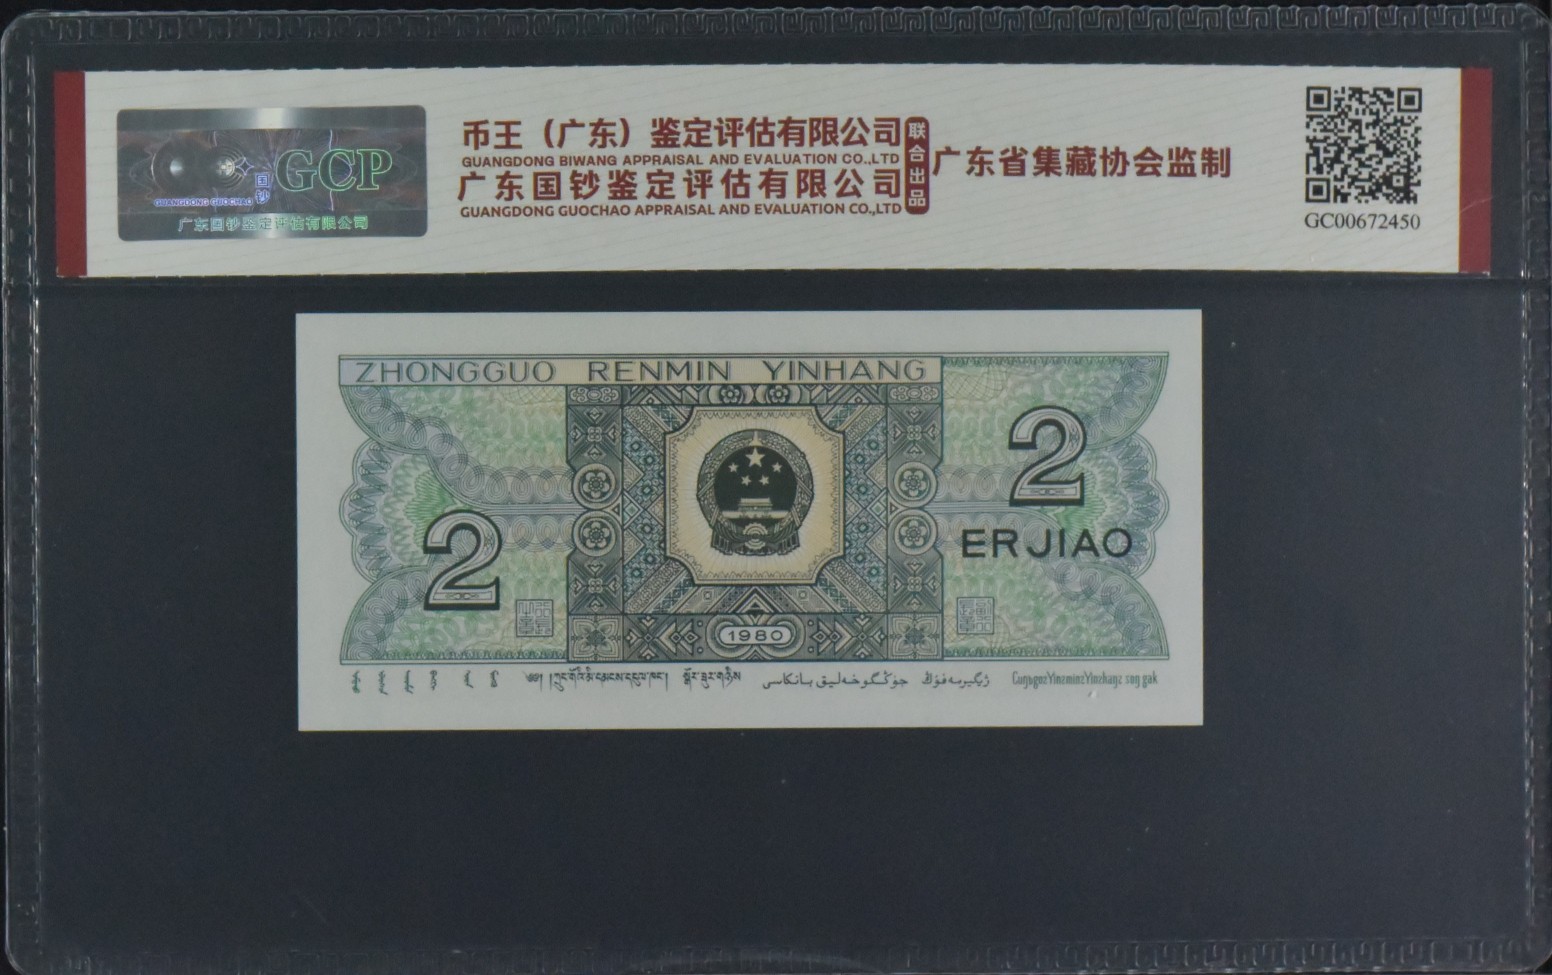 GCP
国钞
GUANGDONG GUOCHAO
广东国钞鉴定评估有限公司
币王（广东）鉴定评估有限公司
GUANGDONG BIWANG APPRAISAL AND EVALUATION CO.,LTD
广东国钞鉴定评估有限公司
GUANGDONG GUOCHAO APPRAISAL AND EVALUATION CO.,LTD
联合出品
广东省集藏协会监制
GC00672450
ZHONGGUO RENMIN YINHANG
2
ERJIAO
2
1980
جۇڭگوخەلىق بانكاسى